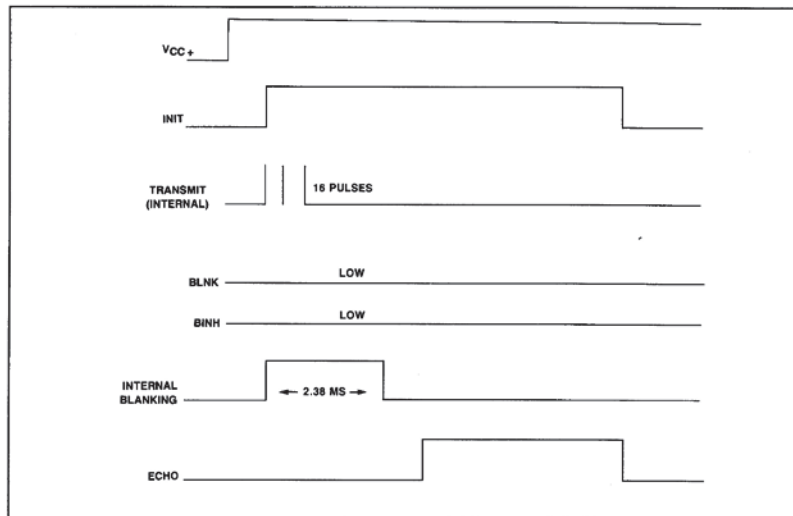 VCC+
INIT
TRANSMIT
(INTERNAL)
16 PULSES
BLNK
LOW
BINH
LOW
INTERNAL
BLANKING
2.38 MS
ECHO